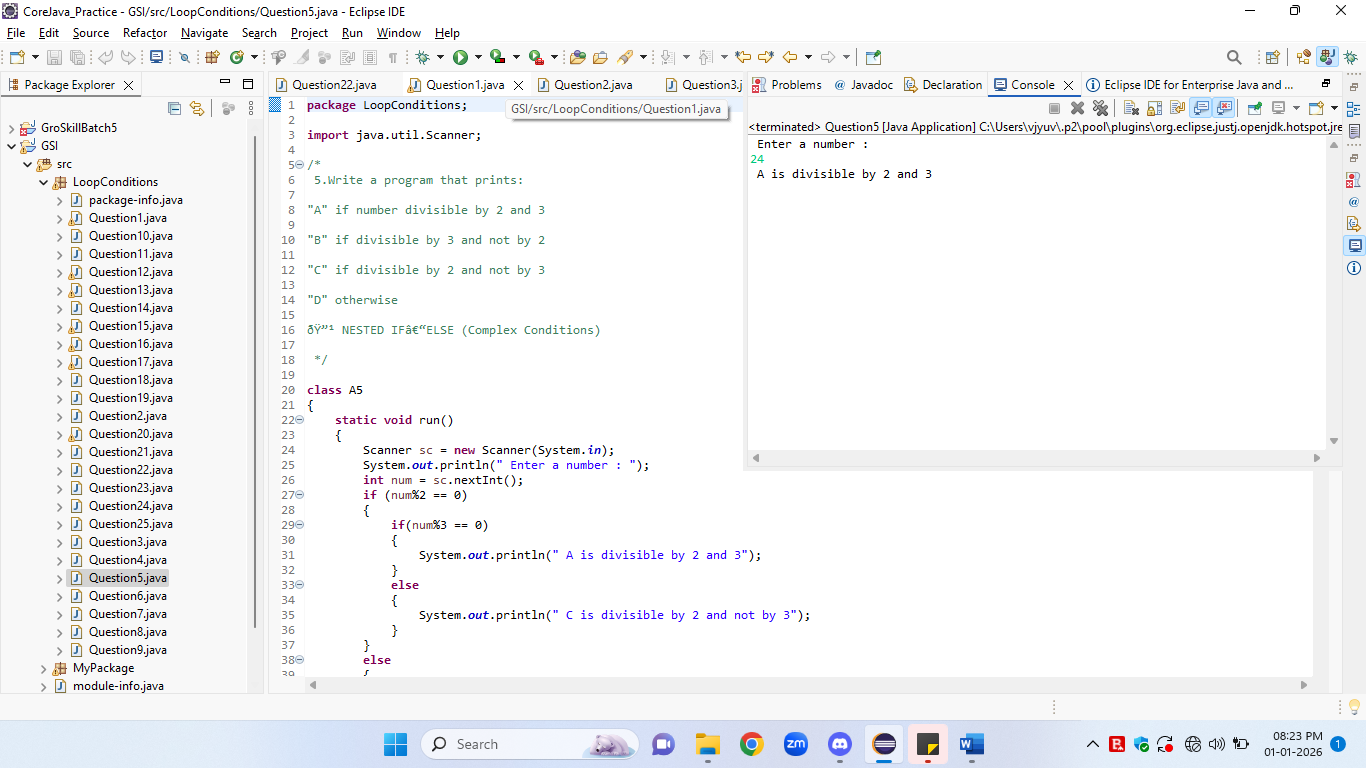 CoreJava_Practice - GSI/src/LoopConditions/Question5.java - Eclipse IDE
File Edit Source Refactor Navigate Search Project Run Window Help
Package Explorer
GroSkillBatch5
GSI
src
LoopConditions
package-info.java
Question1.java
Question10.java
Question11.java
Question12.java
Question13.java
Question14.java
Question15.java
Question16.java
Question17.java
Question18.java
Question19.java
Question2.java
Question20.java
Question21.java
Question22.java
Question23.java
Question24.java
Question25.java
Question3.java
Question4.java
Question5.java
Question6.java
Question7.java
Question8.java
Question9.java
MyPackage
module-info.java
Question22.java Question1.java Question2.java Question3.j
GSI/src/LoopConditions/Question1.java
1 package LoopConditions;
2
3 import java.util.Scanner;
4
5 /*
6 5.Write a program that prints:
7
8 "A" if number divisible by 2 and 3
9
10 "B" if divisible by 3 and not by 2
11
12 "C" if divisible by 2 and not by 3
13
14 "D" otherwise
15
16 ðŸ”¹ NESTED IFâ€“ELSE (Complex Conditions)
17
18 */
19
20 class A5
21 {
22 static void run()
23 {
24 Scanner sc = new Scanner(System.in);
25 System.out.println(" Enter a number : ");
26 int num = sc.nextInt();
27 if (num%2 == 0)
28 {
29 if(num%3 == 0)
30 {
31 System.out.println(" A is divisible by 2 and 3");
32 }
33 else
34 {
35 System.out.println(" C is divisible by 2 and not by 3");
36 }
37 }
38 else
39 {
Problems Javadoc Declaration Console Eclipse IDE for Enterprise Java and ...
<terminated> Question5 [Java Application] C:\Users\vjyuv\.p2\pool\plugins\org.eclipse.justj.openjdk.hotspot.jre
Enter a number :
24
A is divisible by 2 and 3
Search
zm
08:23 PM
01-01-2026
1